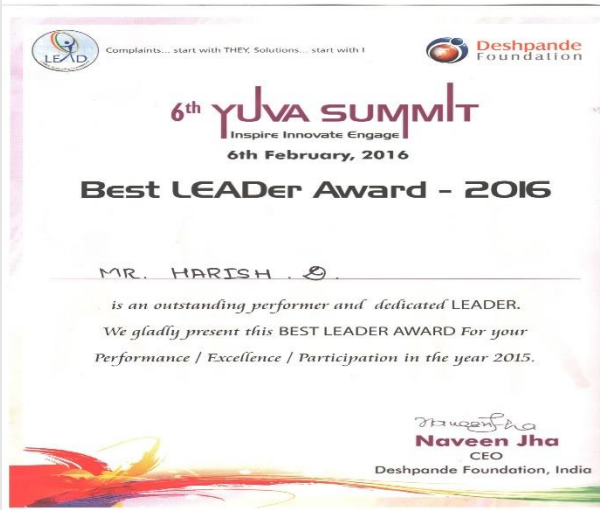 LEAD
Complaints... start with THEY, Solutions... start with I
Deshpande
Foundation
6th YUVA SUMMIT
Inspire Innovate Engage
6th February, 2016
Best LEADer Award - 2016
MR. HARISH . D.
is an outstanding performer and dedicated LEADER.
We gladly present this BEST LEADER AWARD For your
Performance / Excellence / Participation in the year 2015.
Naveen Jha
Naveen Jha
CEO
Deshpande Foundation, India